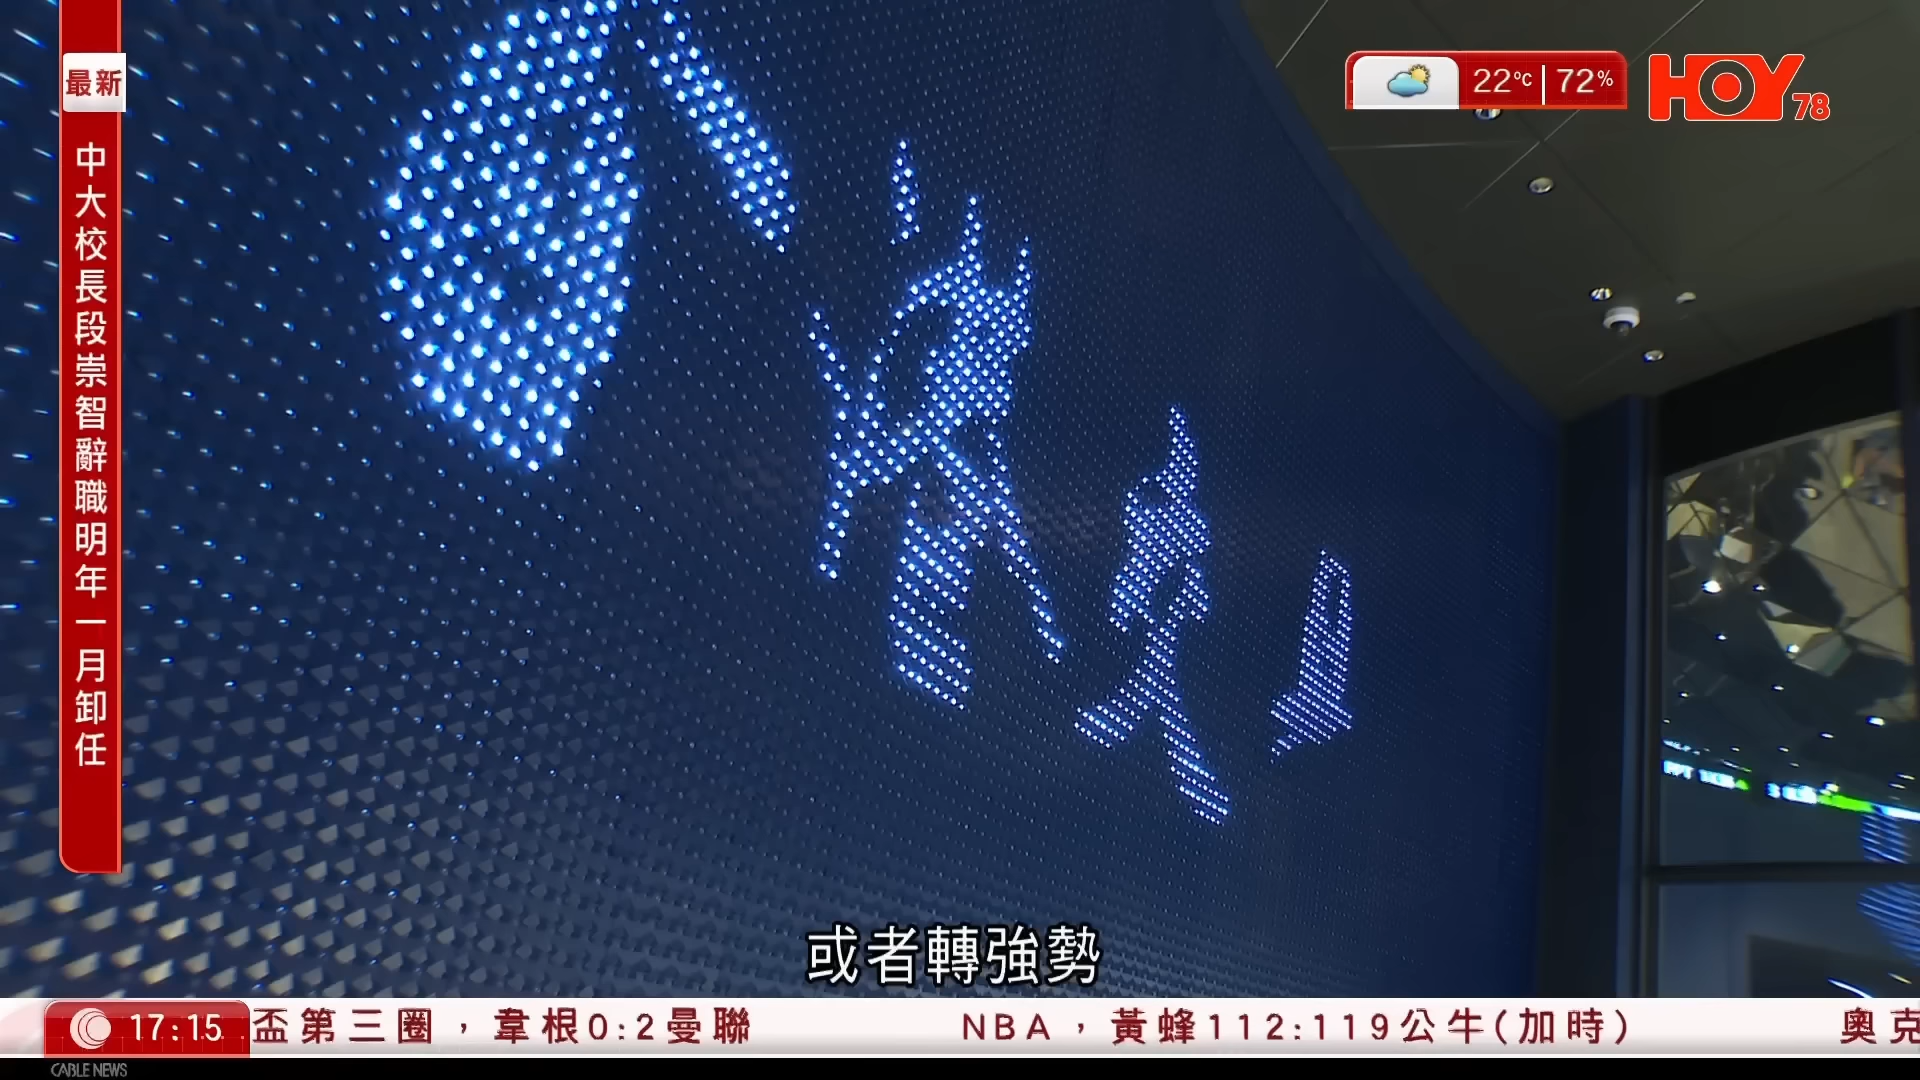 最新
中大校長段崇智辭職明年一月卸任
22°C 72%
HOY 78
或者轉強勢
17:15 盃第三圈，韋根0:2曼聯 NBA，黃蜂112:119公牛(加時) 奧克
CABLE NEWS